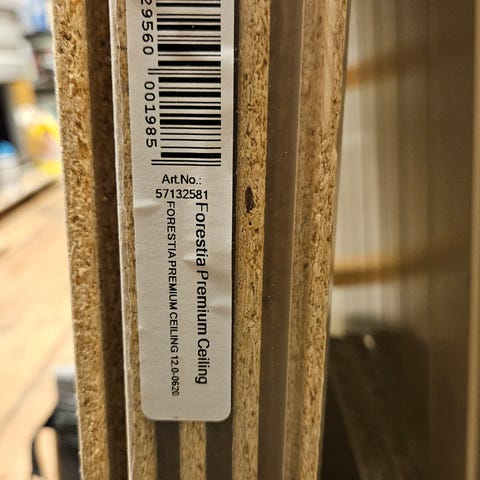 29560 001985
Art.No.:
57132581
Forestia Premium Ceiling
FORESTIA PREMIUM CEILING 12.0-0620